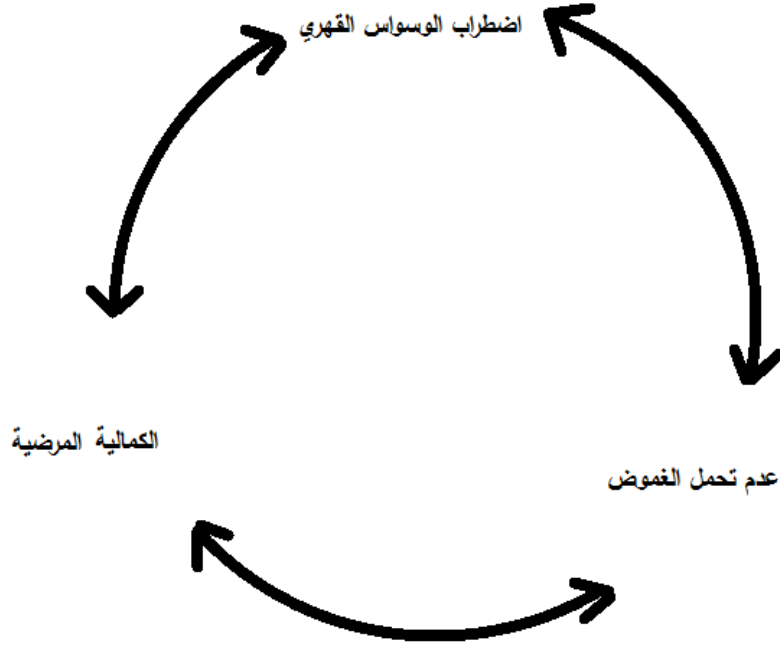 اضطراب الوسواس القهري
الكمالية المرضية
عدم تحمل الغموض